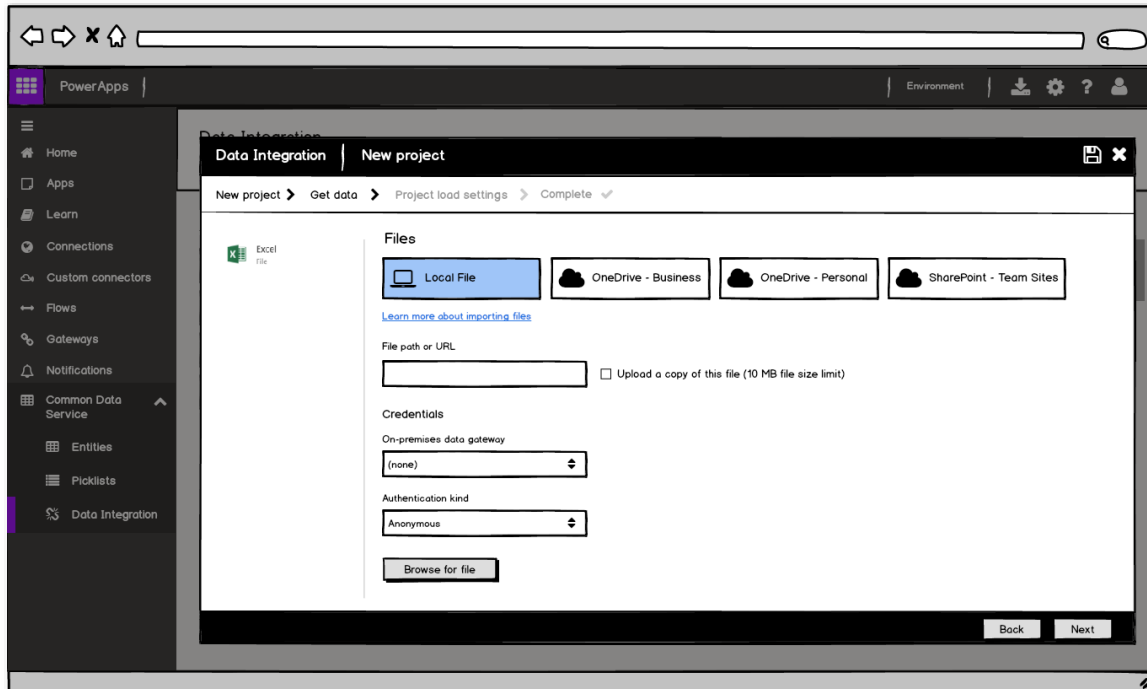 PowerApps
Environment
?
Home
Apps
Learn
Connections
Custom connectors
Flows
Gateways
Notifications
Common Data
Service
Entities
Picklists
Data Integration
Data Integration
Data Integration New project
New project Get data Project load settings Complete
Excel
File
Files
Local File OneDrive - Business OneDrive - Personal SharePoint - Team Sites
Learn more about importing files
File path or URL
Upload a copy of this file (10 MB file size limit)
Credentials
On-premises data gateway
(none)
Authentication kind
Anonymous
Browse for file
Back Next